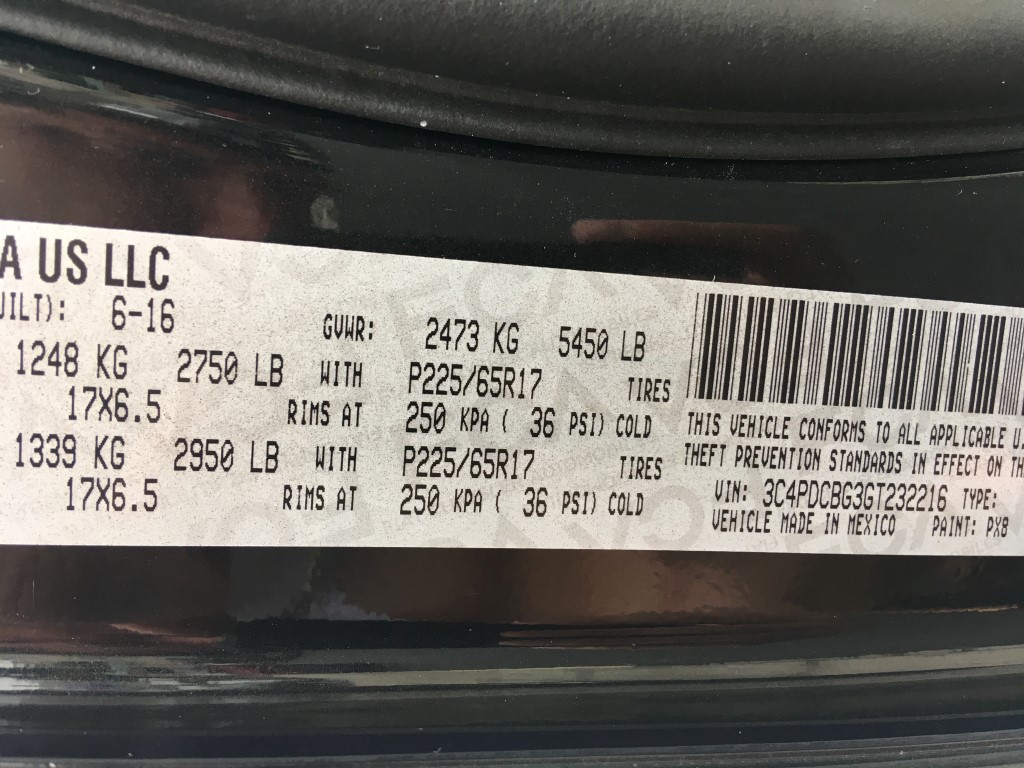 A US LLC
UILT): 6-16
GVWR: 2473 KG 5450 LB
1248 KG 2750 LB WITH P225/65R17 TIRES
17X6.5 RIMS AT 250 KPA ( 36 PSI) COLD
1339 KG 2950 LB WITH P225/65R17 TIRES
17X6.5 RIMS AT 250 KPA ( 36 PSI) COLD
THIS VEHICLE CONFORMS TO ALL APPLICABLE U.
THEFT PREVENTION STANDARDS IN EFFECT ON TH
VIN: 3C4PDCBG3GT232216 TYPE:
VEHICLE MADE IN MEXICO PAINT: PX8